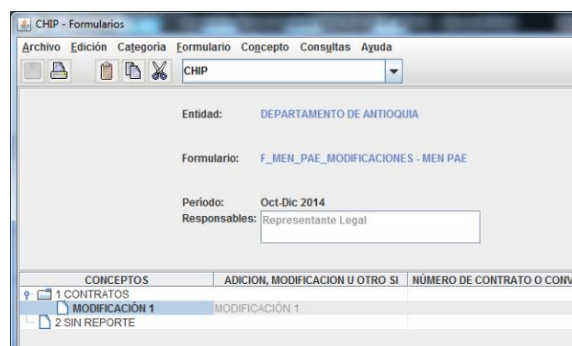 CHIP - Formularios
Archivo Edición Categoria Formulario Concepto Consultas Ayuda
CHIP
Entidad: DEPARTAMENTO DE ANTIOQUIA
Formulario: F_MEN_PAE_MODIFICACIONES - MEN PAE
Periodo: Oct-Dic 2014
Responsables: Representante Legal
CONCEPTOS ADICION, MODIFICACION U OTRO SI NÚMERO DE CONTRATO O CONV
1 CONTRATOS
MODIFICACIÓN 1 MODIFICACIÓN 1
2 SIN REPORTE